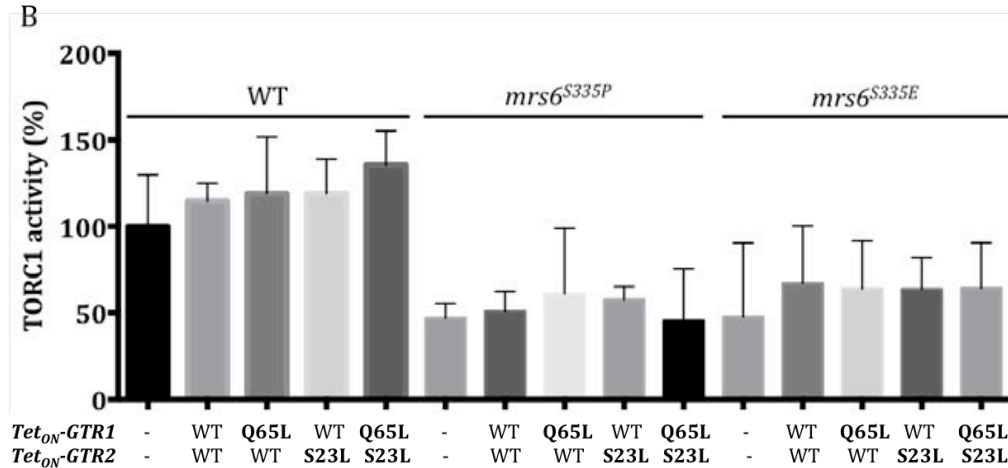 B
200
WT mrs6S335P mrs6S335E
150
100
50
0
TORC1 activity (%)
TetON-GTR1 - WT Q65L WT Q65L - WT Q65L WT Q65L - WT Q65L WT Q65L
TetON-GTR2 - WT WT S23L S23L - WT WT S23L S23L - WT WT S23L S23L